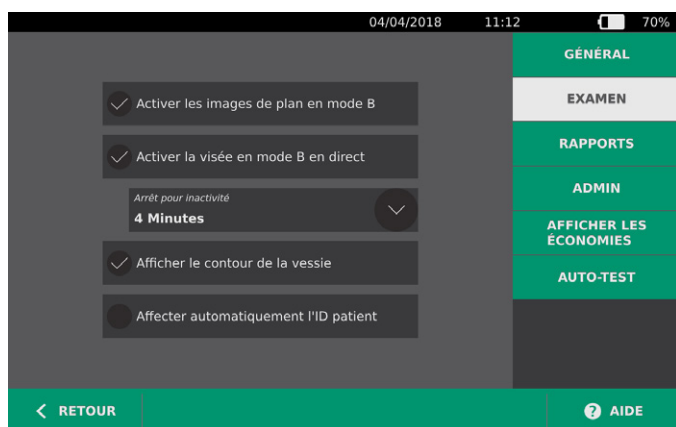 04/04/2018 11:12 70%
GÉNÉRAL
Activer les images de plan en mode B
EXAMEN
Activer la visée en mode B en direct
RAPPORTS
Arrêt pour inactivité
4 Minutes
ADMIN
AFFICHER LES
ÉCONOMIES
Afficher le contour de la vessie
AUTO-TEST
Affecter automatiquement l'ID patient
RETOUR
? AIDE